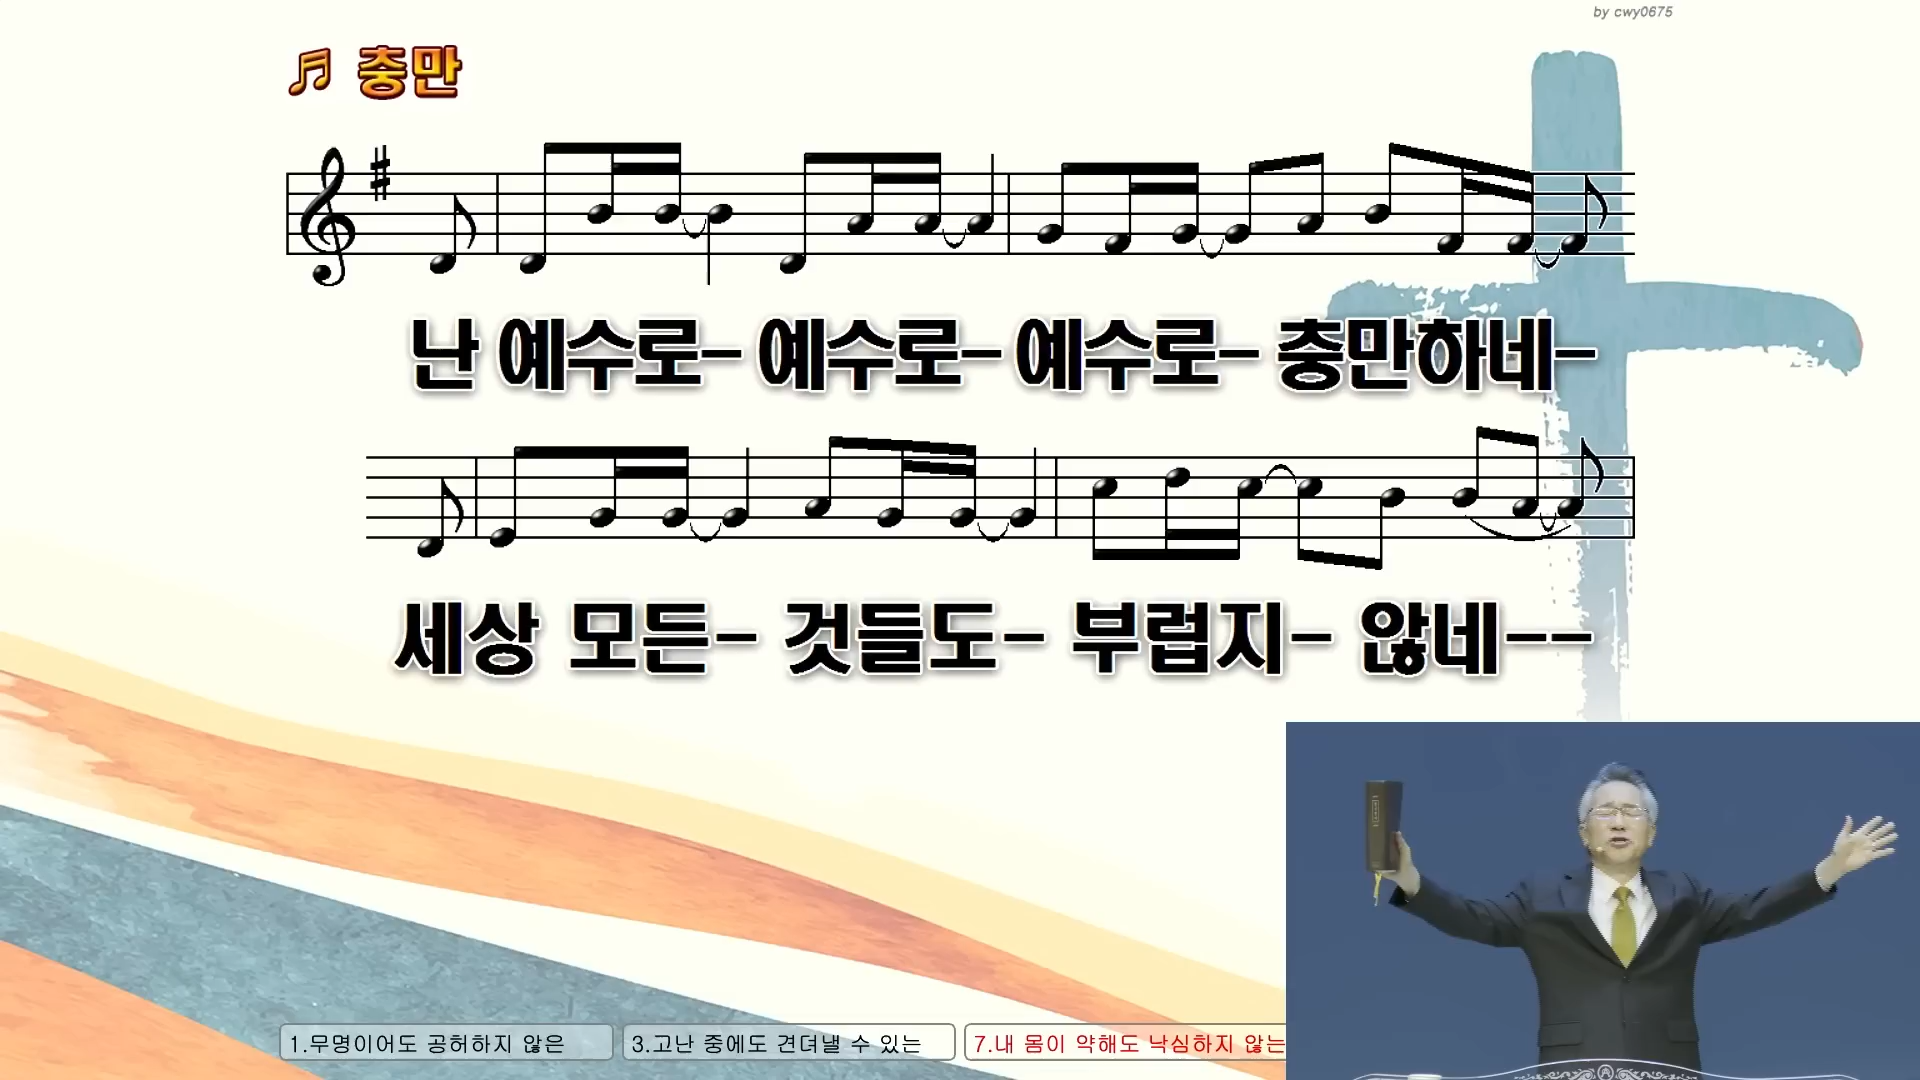 by cwy0675
충만
난 예수로- 예수로- 예수로- 충만하네-
세상 모든- 것들도- 부럽지- 않네--
1.무명이어도 공허하지 않은
3.고난 중에도 견뎌낼 수 있는
7.내 몸이 약해도 낙심하지 않는